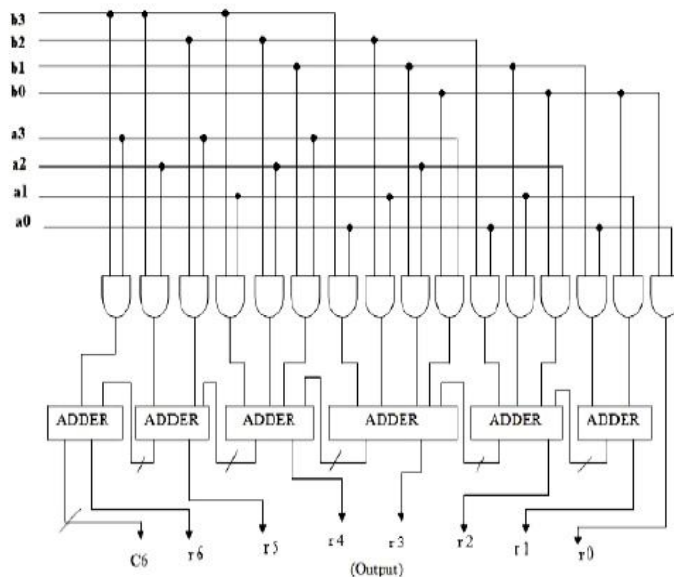 b3
b2
b1
b0
a3
a2
a1
a0
ADDER ADDER ADDER ADDER ADDER ADDER
C6 r6 r5 r4 r3 r2 r1 r0
(Output)